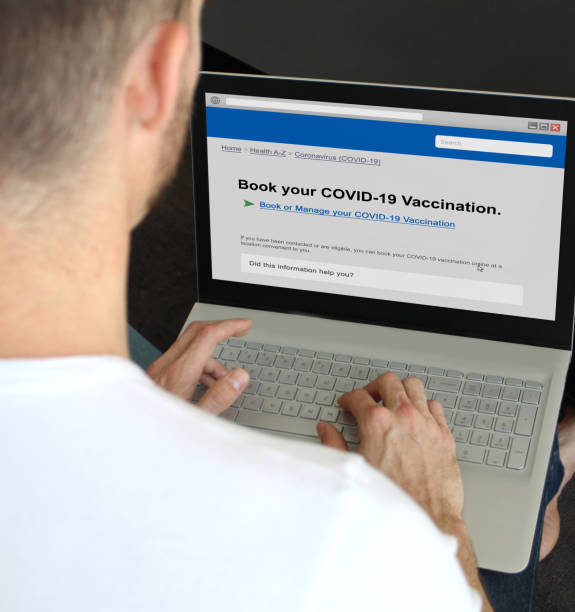 Search
Home > Health A-Z > Coronavirus (COVID-19)
Book your COVID-19 Vaccination.
Book or Manage your COVID-19 Vaccination
If you have been contacted or are eligible, you can book your COVID-19 vaccination online at a
location convenient to you.
Did this information help you?